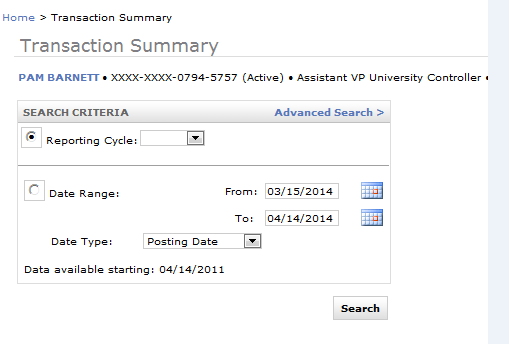 Home > Transaction Summary
Transaction Summary
PAM BARNETT • XXXX-XXXX-0794-5757 (Active) • Assistant VP University Controller •
SEARCH CRITERIA Advanced Search >
Reporting Cycle:
Date Range: From: 03/15/2014
To: 04/14/2014
Date Type: Posting Date
Data available starting: 04/14/2011
Search